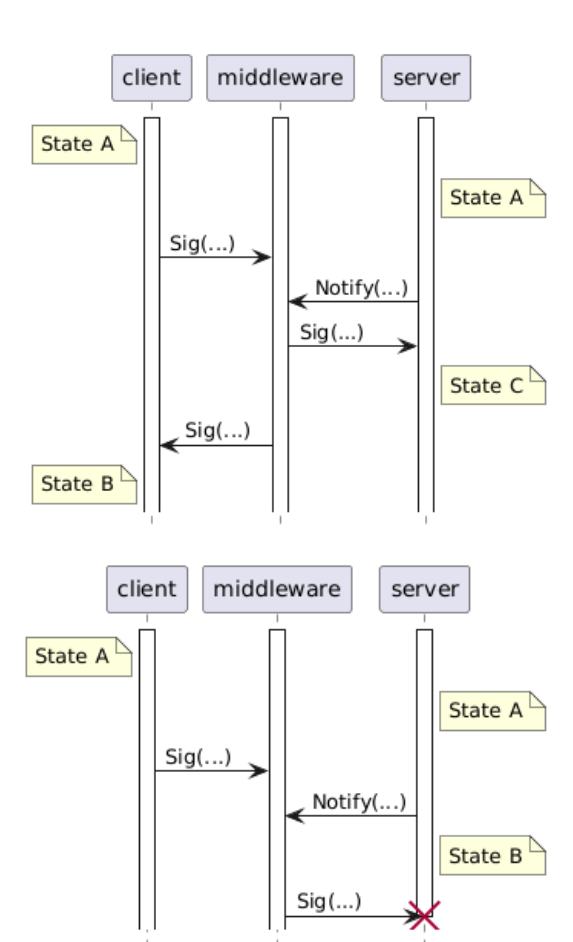 client middleware server
State A
State A
Sig(...)
Notify(...)
Sig(...)
State C
Sig(...)
State B
client middleware server
State A
State A
Sig(...)
Notify(...)
State B
Sig(...)